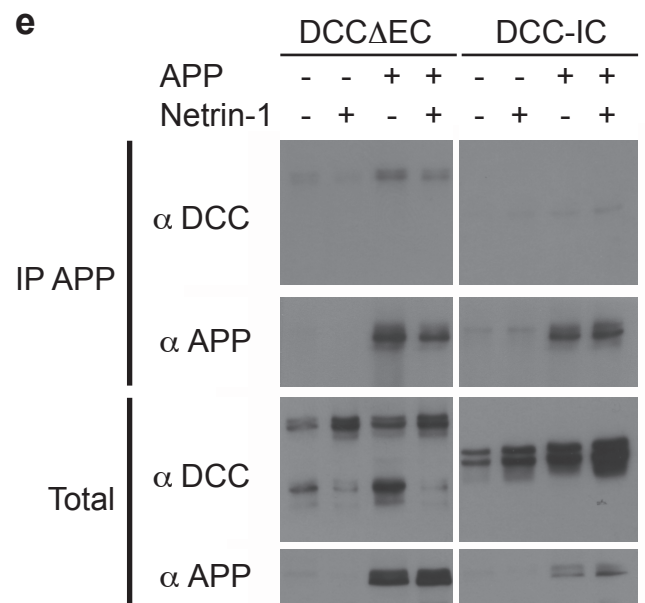 e
DCCΔEC DCC-IC
APP - - + + - - + +
Netrin-1 - + - + - + - +
IP APP
α DCC
α APP
Total
α DCC
α APP